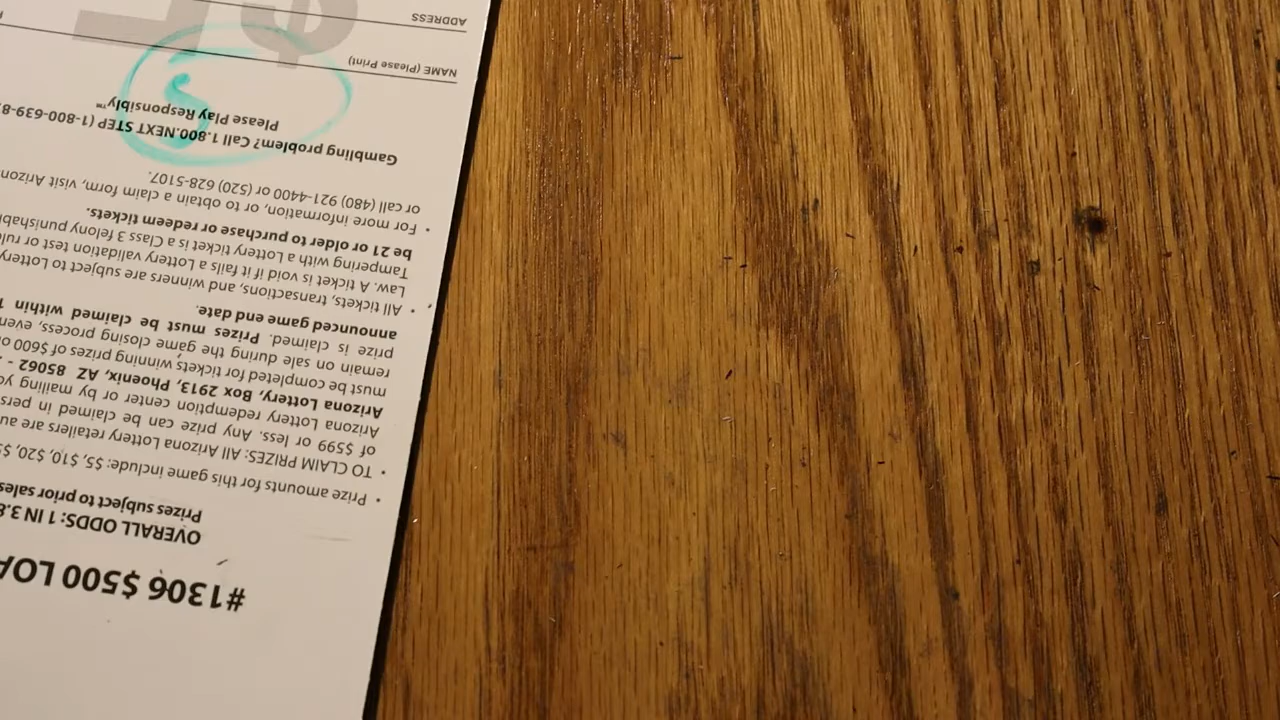 #1306 $500 LOA
OVERALL ODDS: 1 IN 3.8
Prizes subject to prior sales
• Prize amounts for this game include: $5, $10, $20, $
• TO CLAIM PRIZES: All Arizona Lottery retailers are au
of $599 or less. Any prize can be claimed in pers
Arizona Lottery redemption center or by mailing yo
Arizona Lottery, Box 2913, Phoenix, AZ 85062 -
must be completed for tickets winning prizes of $600 o
remain on sale during the game closing process, even
prize is claimed. Prizes must be claimed within 1
announced game end date.
• All tickets, transactions, and winners are subject to Lottery
Law. A ticket is void if it fails a Lottery validation test or rul
Tampering with a Lottery ticket is a Class 3 felony punishabl
be 21 or older to purchase or redeem tickets.
• For more information, or to obtain a claim form, visit Arizon
or call (480) 921-4400 or (520) 628-5107.
Gambling problem? Call 1.800.NEXT STEP (1-800-639-8
Please Play Responsibly™
5
NAME (Please Print)
ADDRESS